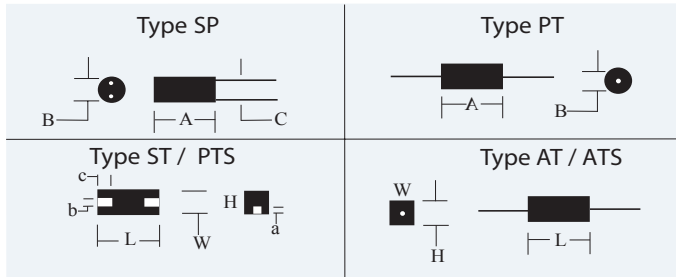 Type SP
B
A
C
Type PT
A
B
Type ST / PTS
c
b
L
W
H
a
Type AT / ATS
W
H
L